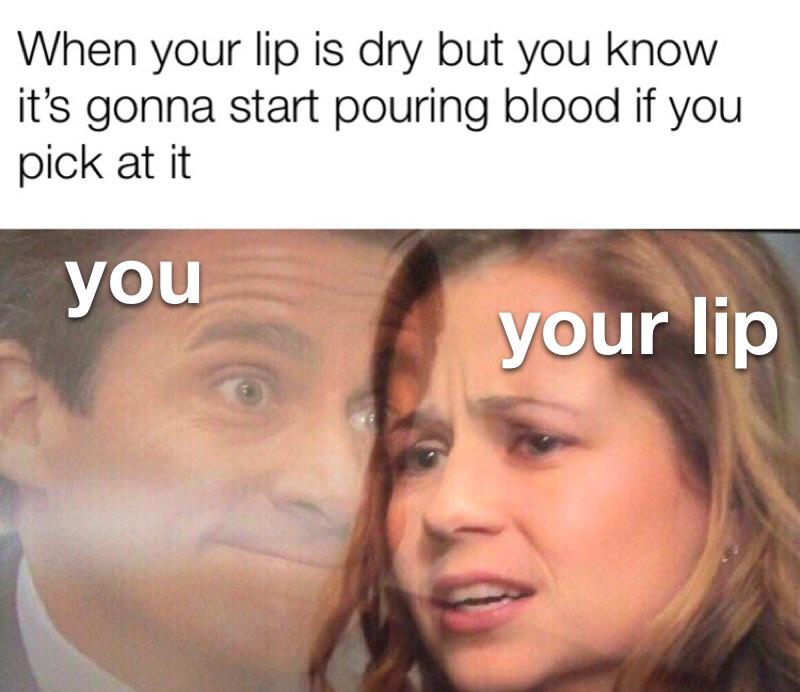 When your lip is dry but you know
it’s gonna start pouring blood if you
pick at it
you
your lip